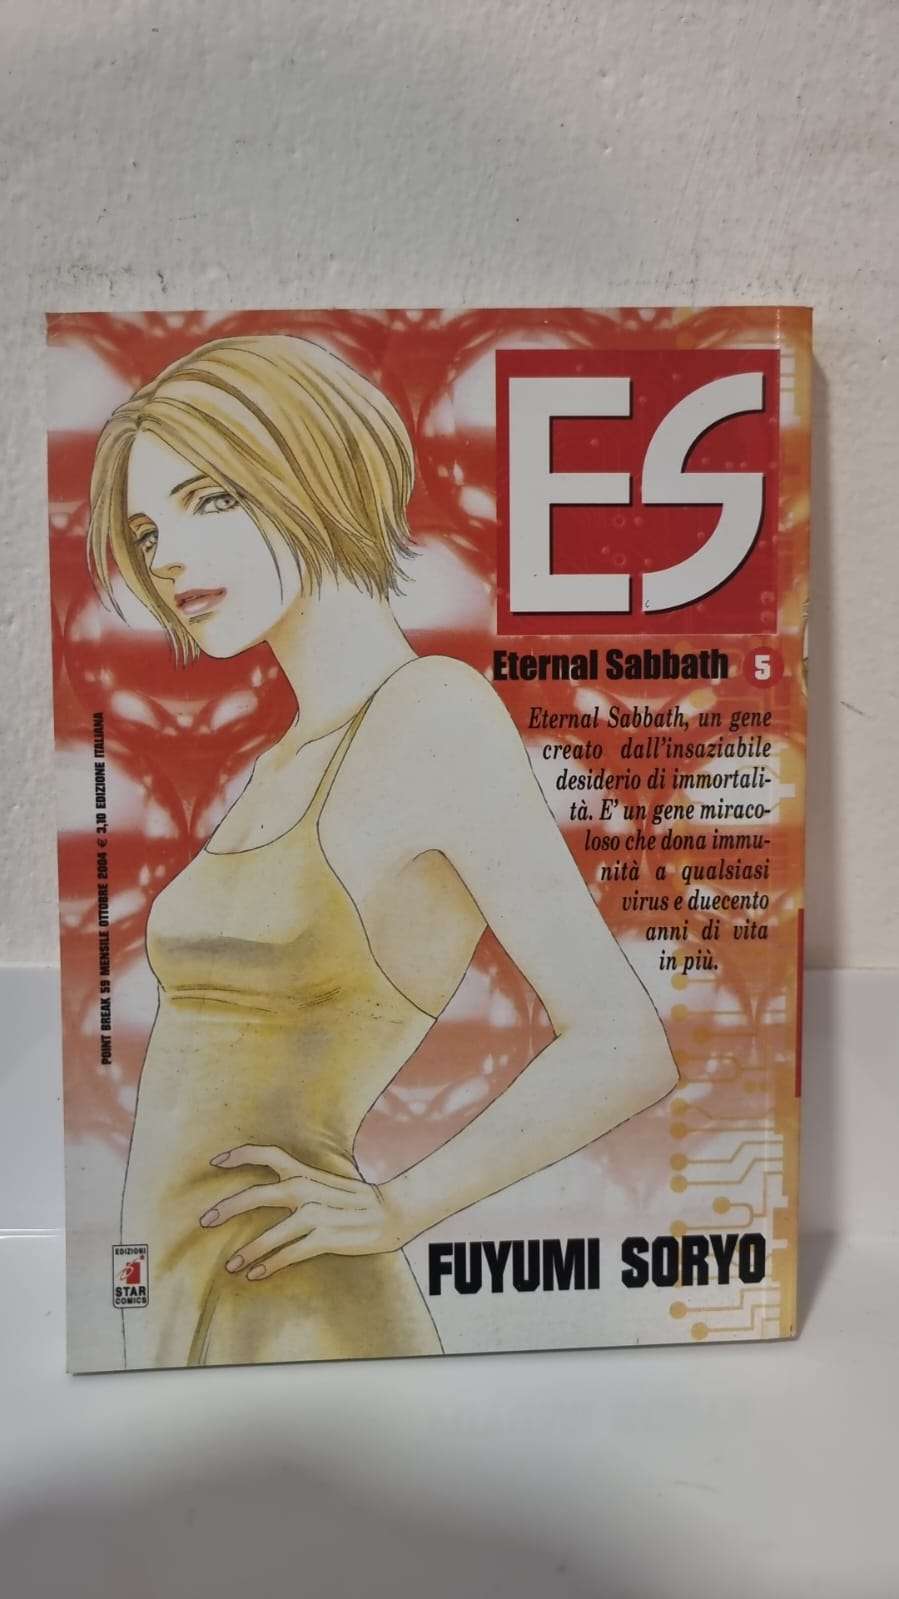 ES
Eternal Sabbath 5
Eternal Sabbath, un gene
creato dall'insaziabile
desiderio di immortali-
tà. E' un gene miraco-
loso che dona immu-
nità a qualsiasi
virus e duecento
anni di vita
in più.
POINT BREAK 59 MENSILE OTTOBRE 2004 € 3,10 EDIZIONE ITALIANA
FUYUMI SORYO
EDIZIONI
STAR
COMICS